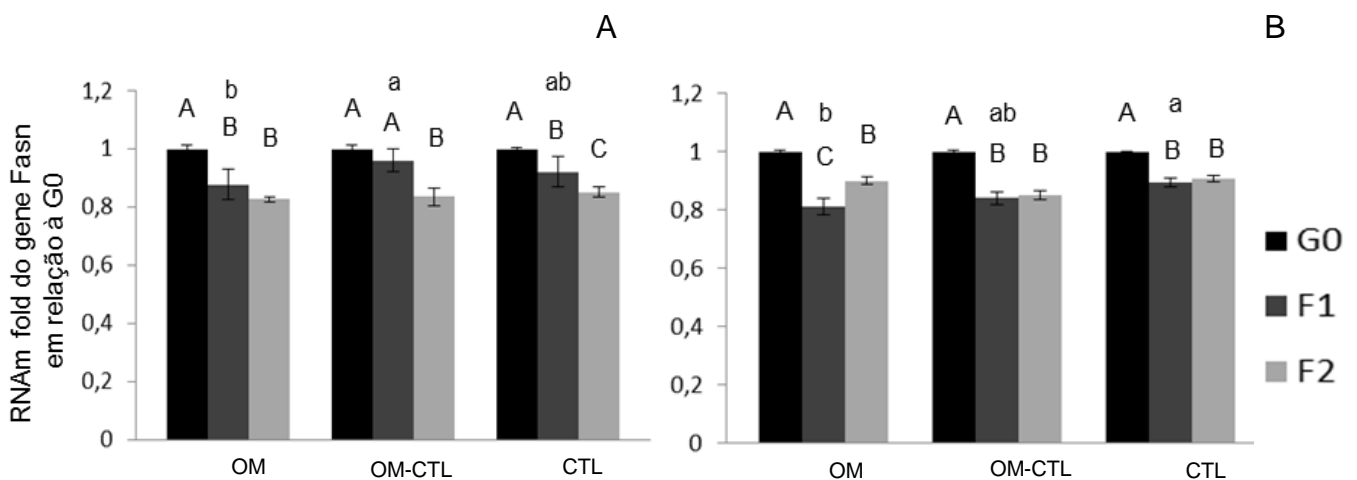 A
B
RNAm fold do gene Fasn
em relação à G0
1,2
1
0,8
0,6
0,4
0,2
0
A
b
B
B
A
a
A
B
A
ab
B
C
OM
OM-CTL
CTL
1,2
1
0,8
0,6
0,4
0,2
0
A
b
C
B
A
ab
B
B
A
a
B
B
OM
OM-CTL
CTL
G0
F1
F2